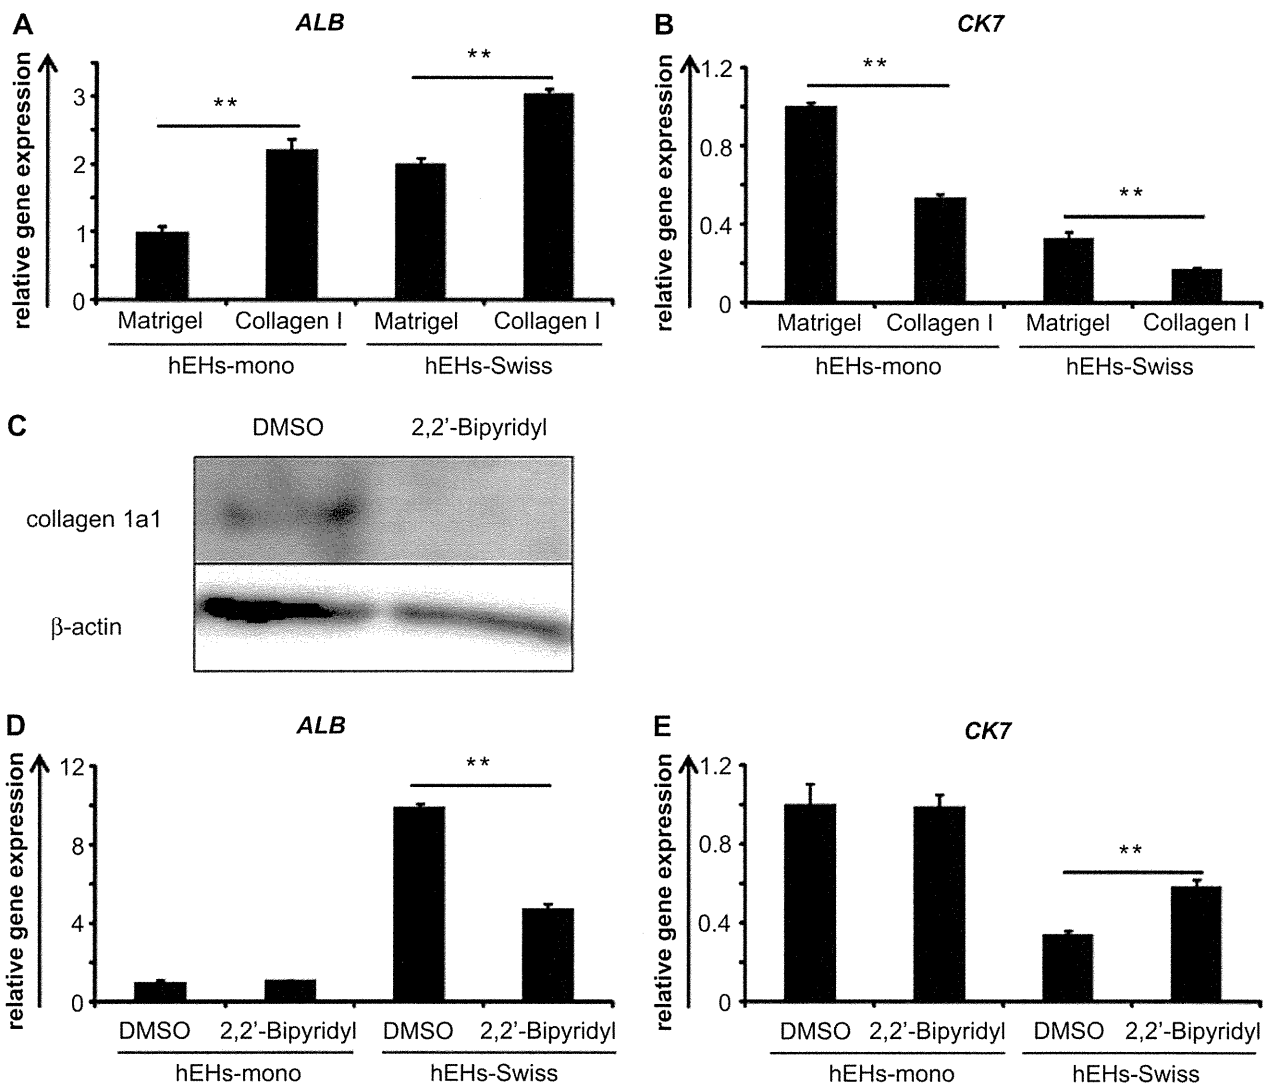 A
ALB
relative gene expression
3
2
1
0
**
**
Matrigel Collagen I Matrigel Collagen I
hEHs-mono hEHs-Swiss
B
CK7
relative gene expression
1.2
0.8
0.4
0
**
**
Matrigel Collagen I Matrigel Collagen I
hEHs-mono hEHs-Swiss
C
DMSO 2,2'-Bipyridyl
collagen 1a1
β-actin
D
ALB
relative gene expression
12
8
4
0
**
DMSO 2,2'-Bipyridyl DMSO 2,2'-Bipyridyl
hEHs-mono hEHs-Swiss
E
CK7
relative gene expression
1.2
0.8
0.4
0
**
DMSO 2,2'-Bipyridyl DMSO 2,2'-Bipyridyl
hEHs-mono hEHs-Swiss